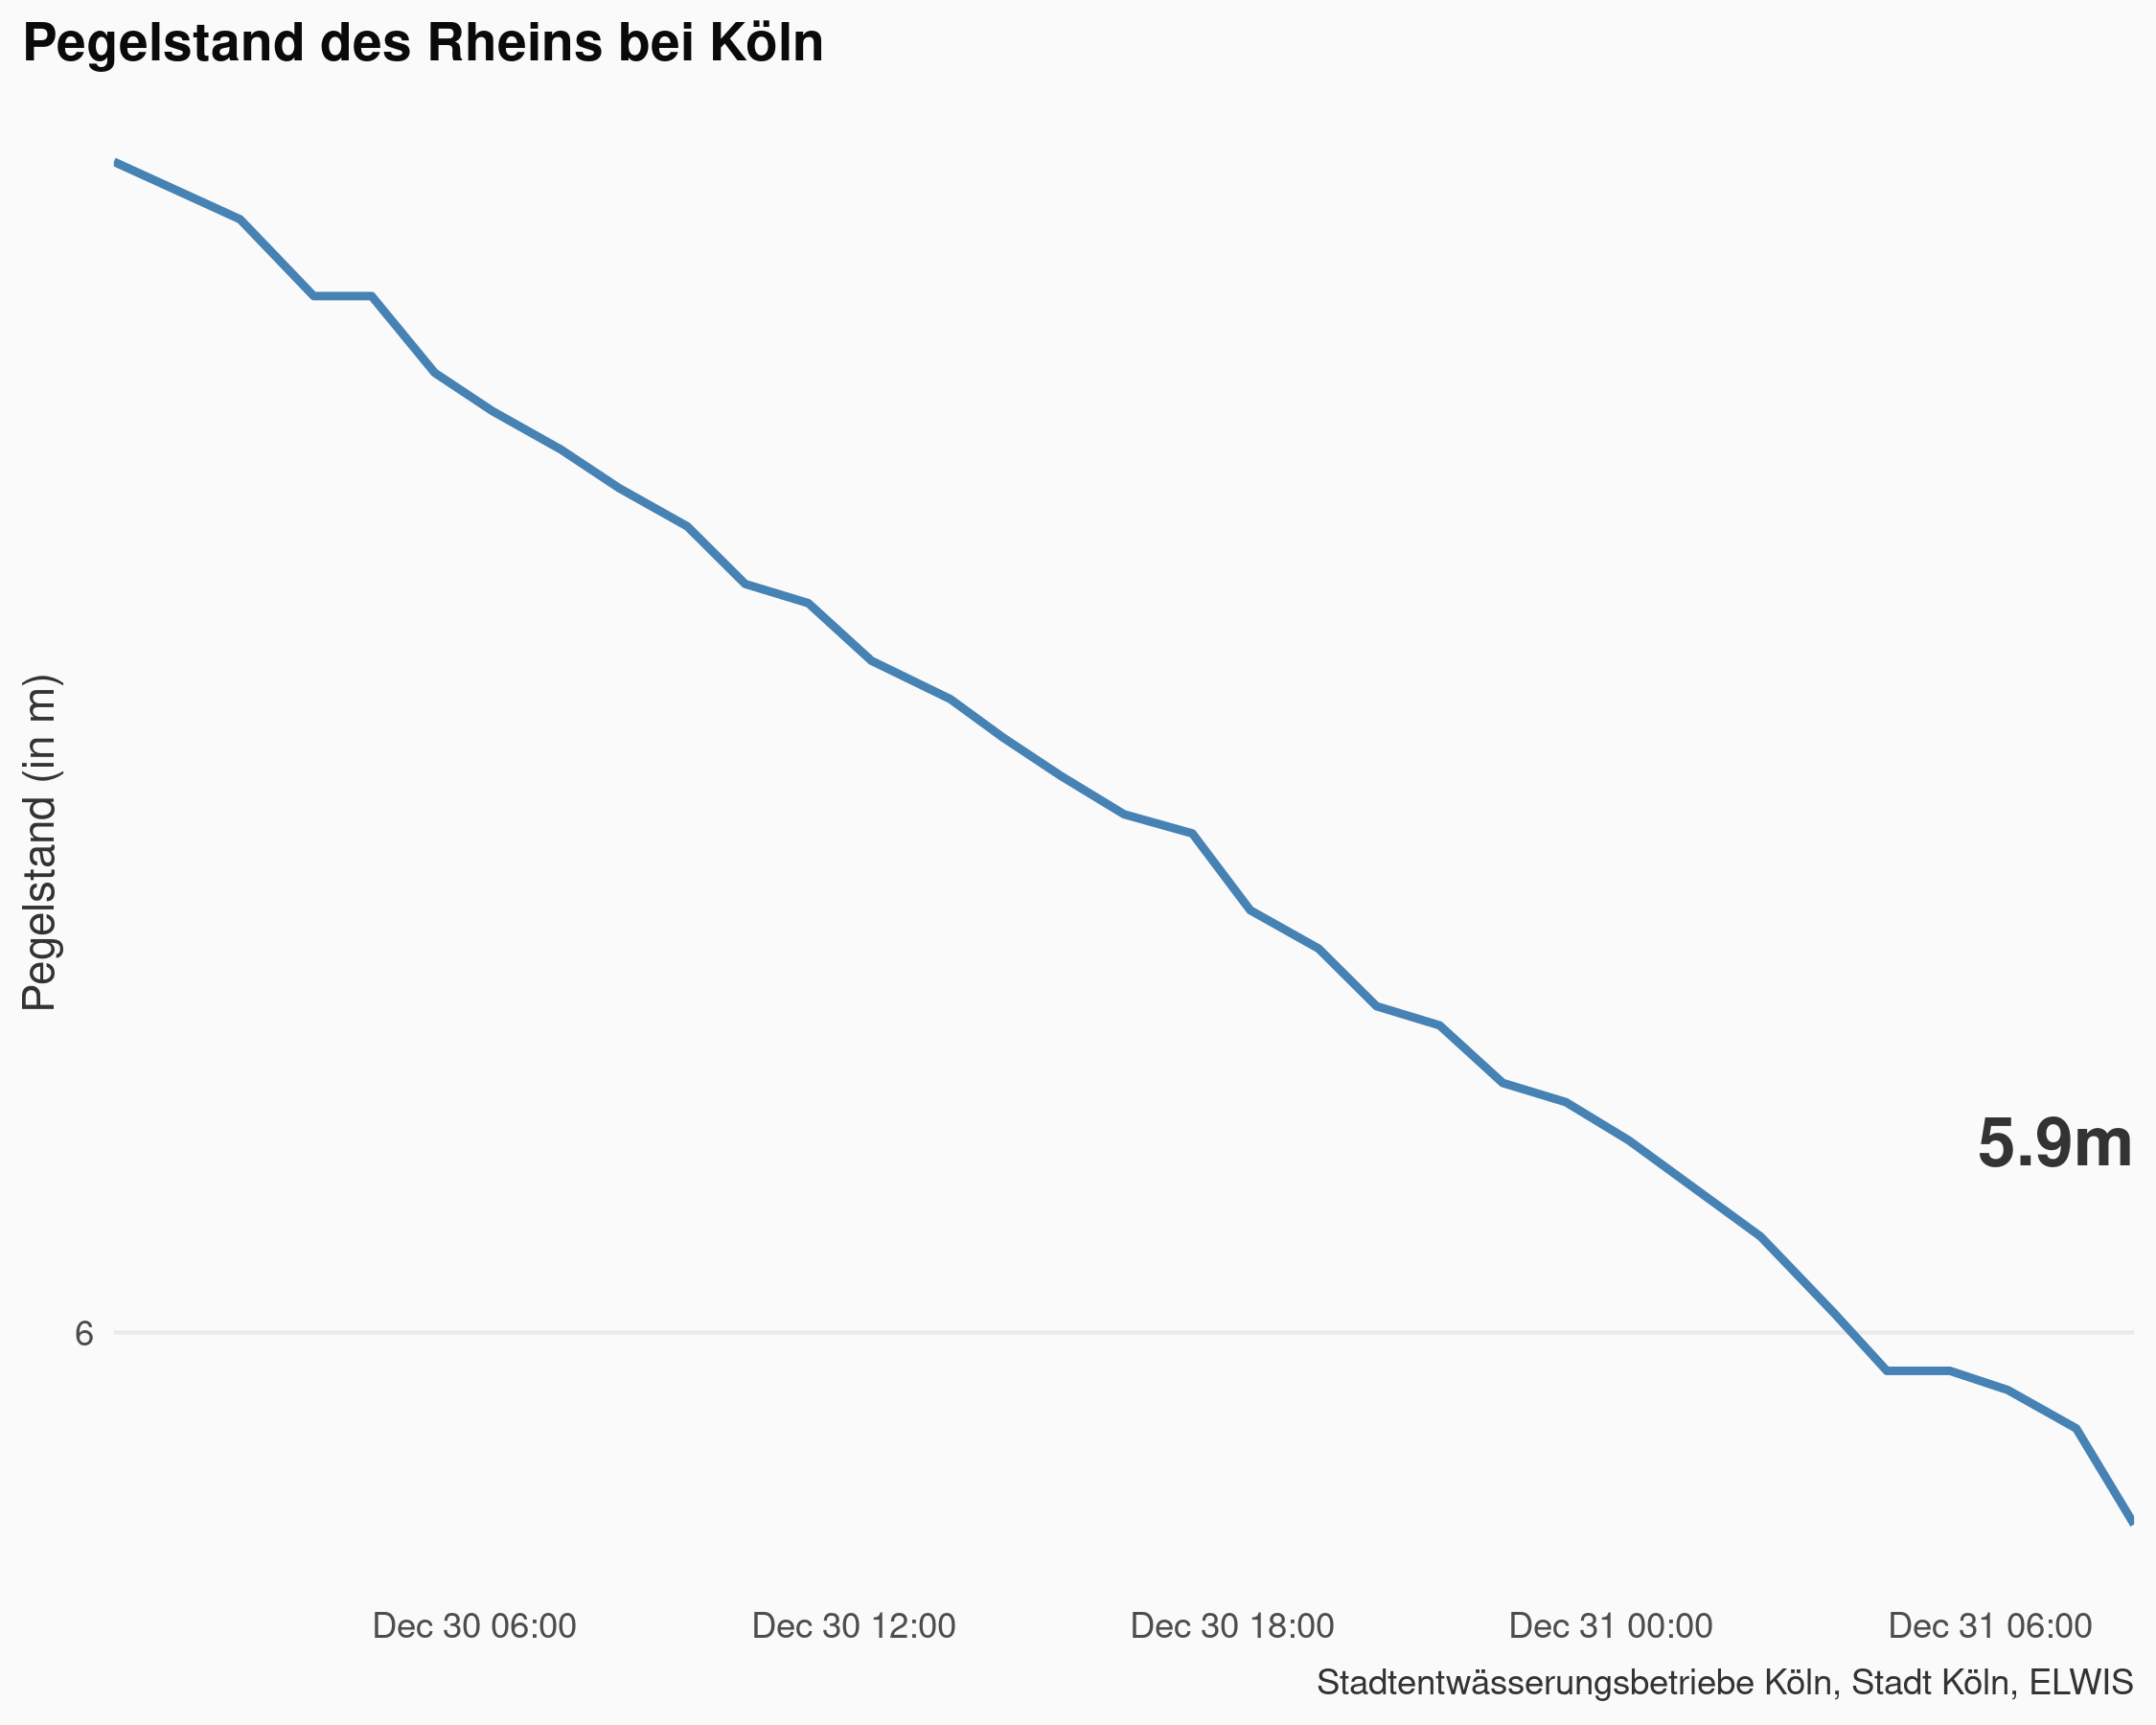 Pegelstand des Rheins bei Köln
Pegelstand (in m)
5.9m
6
Dec 30 06:00
Dec 30 12:00
Dec 30 18:00
Dec 31 00:00
Dec 31 06:00
Stadtentwässerungsbetriebe Köln, Stadt Köln, ELWIS